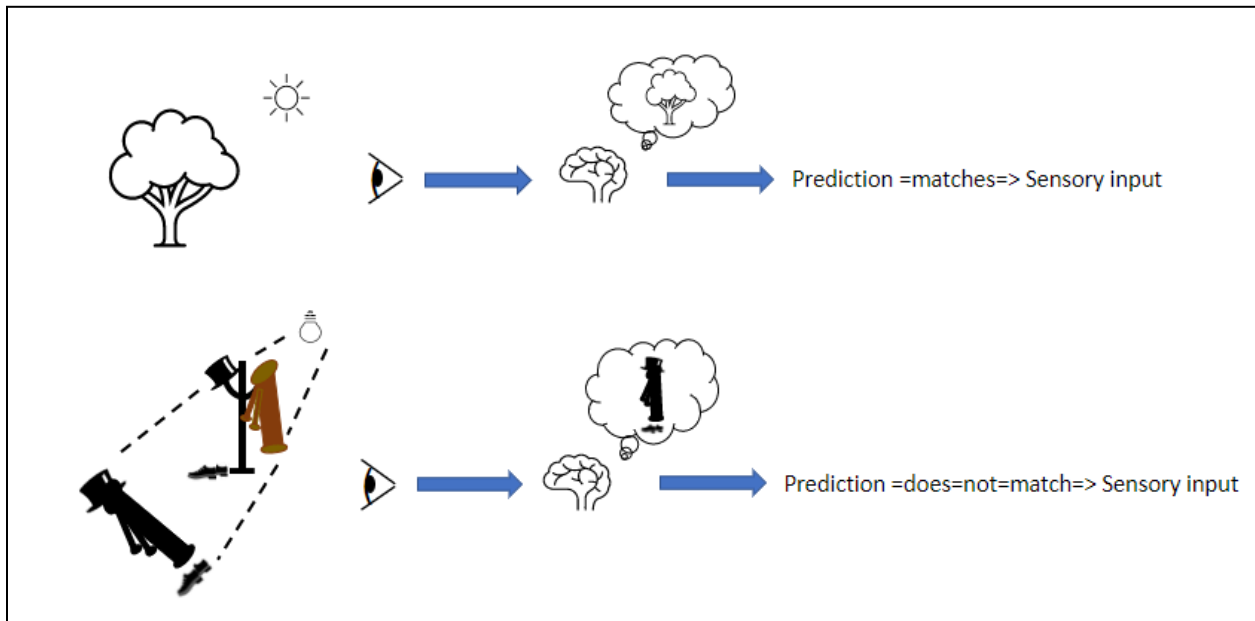 Prediction =matches=> Sensory input
Prediction =does=not=match=> Sensory input